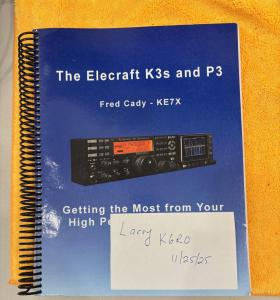 The Elecraft K3s and P3
Fred Cady - KE7X
Getting the Most from Your
High Pe
Larry K6RO
11/25/25